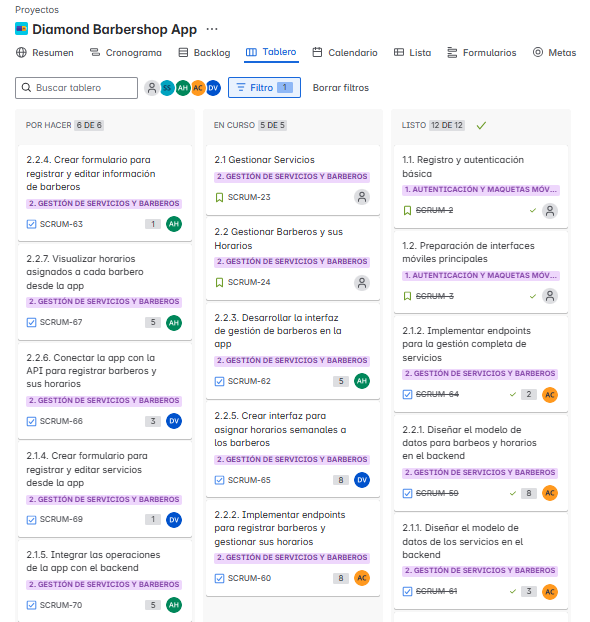 Proyectos
Diamond Barbershop App ...
Resumen Cronograma Backlog Tablero Calendario Lista Formularios Metas
Buscar tablero SS AH AC DV Filtro 1 Borrar filtros
POR HACER 6 DE 6
2.2.4. Crear formulario para
registrar y editar información
de barberos
2. GESTIÓN DE SERVICIOS Y BARBEROS
SCRUM-63 1 AH
2.2.7. Visualizar horarios
asignados a cada barbero
desde la app
2. GESTIÓN DE SERVICIOS Y BARBEROS
SCRUM-67 5 AH
2.2.6. Conectar la app con la
API para registrar barberos y
sus horarios
2. GESTIÓN DE SERVICIOS Y BARBEROS
SCRUM-66 3 DV
2.1.4. Crear formulario para
registrar y editar servicios
desde la app
2. GESTIÓN DE SERVICIOS Y BARBEROS
SCRUM-69 1 DV
2.1.5. Integrar las operaciones
de la app con el backend
2. GESTIÓN DE SERVICIOS Y BARBEROS
SCRUM-70 5 AH
EN CURSO 5 DE 5
2.1 Gestionar Servicios
2. GESTIÓN DE SERVICIOS Y BARBEROS
SCRUM-23
2.2 Gestionar Barberos y sus
Horarios
2. GESTIÓN DE SERVICIOS Y BARBEROS
SCRUM-24
2.2.3. Desarrollar la interfaz
de gestión de barberos en la
app
2. GESTIÓN DE SERVICIOS Y BARBEROS
SCRUM-62 5 AH
2.2.5. Crear interfaz para
asignar horarios semanales a
los barberos
2. GESTIÓN DE SERVICIOS Y BARBEROS
SCRUM-65 8 DV
2.2.2. Implementar endpoints
para registrar barberos y
gestionar sus horarios
2. GESTIÓN DE SERVICIOS Y BARBEROS
SCRUM-60 8 AC
LISTO 12 DE 12
1.1. Registro y autenticación
básica
1. AUTENTICACIÓN Y MAQUETAS MÓV...
SCRUM-2
1.2. Preparación de interfaces
móviles principales
1. AUTENTICACIÓN Y MAQUETAS MÓV...
SCRUM-3
2.1.2. Implementar endpoints
para la gestión completa de
servicios
2. GESTIÓN DE SERVICIOS Y BARBEROS
SCRUM-64 2 AC
2.2.1. Diseñar el modelo de
datos para barbeos y horarios
en el backend
2. GESTIÓN DE SERVICIOS Y BARBEROS
SCRUM-59 8 AC
2.1.1. Diseñar el modelo de
datos de los servicios en el
backend
2. GESTIÓN DE SERVICIOS Y BARBEROS
SCRUM-61 3 AC